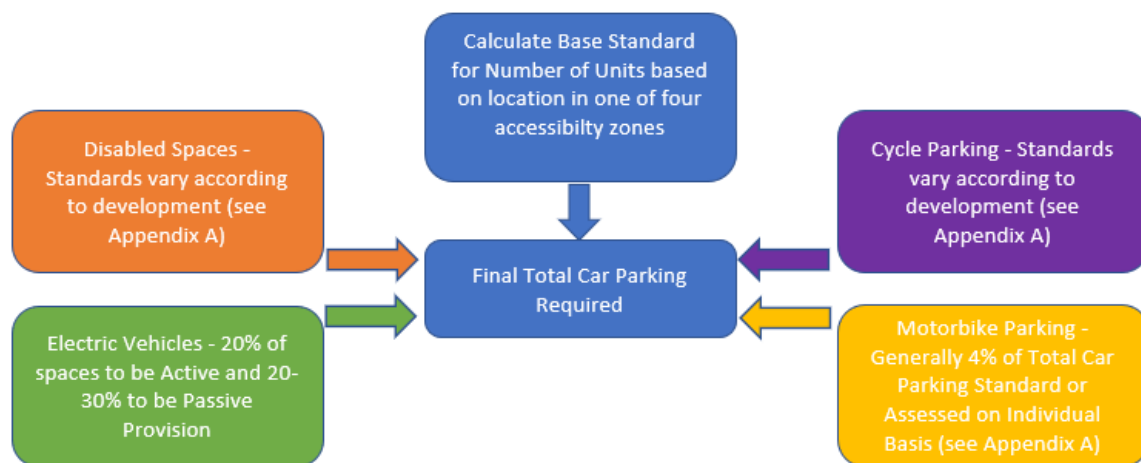 Calculate Base Standard
for Number of Units based
on location in one of four
accessibilty zones
Disabled Spaces -
Standards vary according
to development (see
Appendix A)
Cycle Parking - Standards
vary according to
development (see
Appendix A)
Final Total Car Parking
Required
Electric Vehicles - 20% of
spaces to be Active and 20-
30% to be Passive
Provision
Motorbike Parking -
Generally 4% of Total Car
Parking Standard or
Assessed on Individual
Basis (see Appendix A)